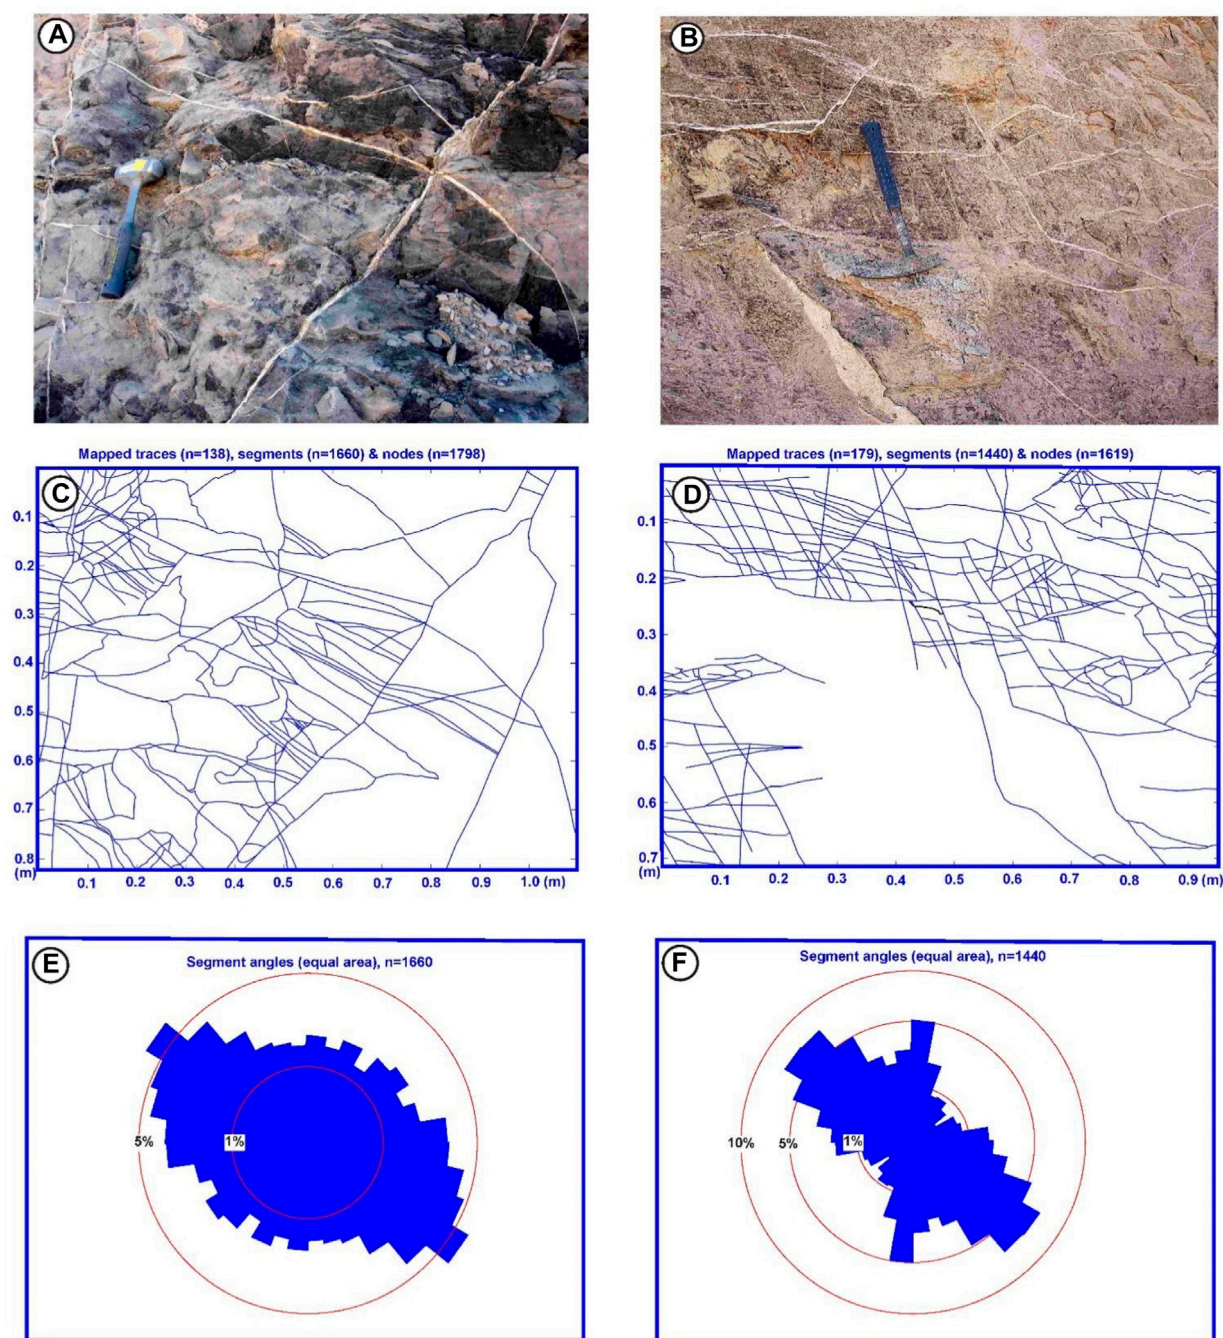 A
B
Mapped traces (n=138), segments (n=1660) & nodes (n=1798)
Mapped traces (n=179), segments (n=1440) & nodes (n=1619)
C
0.1
0.2
0.3
0.4
0.5
0.6
0.7
0.8
(m)
0.1 0.2 0.3 0.4 0.5 0.6 0.7 0.8 0.9 1.0 (m)
D
0.1
0.2
0.3
0.4
0.5
0.6
0.7
(m)
0.1 0.2 0.3 0.4 0.5 0.6 0.7 0.8 0.9 (m)
E
Segment angles (equal area), n=1660
5% 1%
F
Segment angles (equal area), n=1440
10% 5% 1%